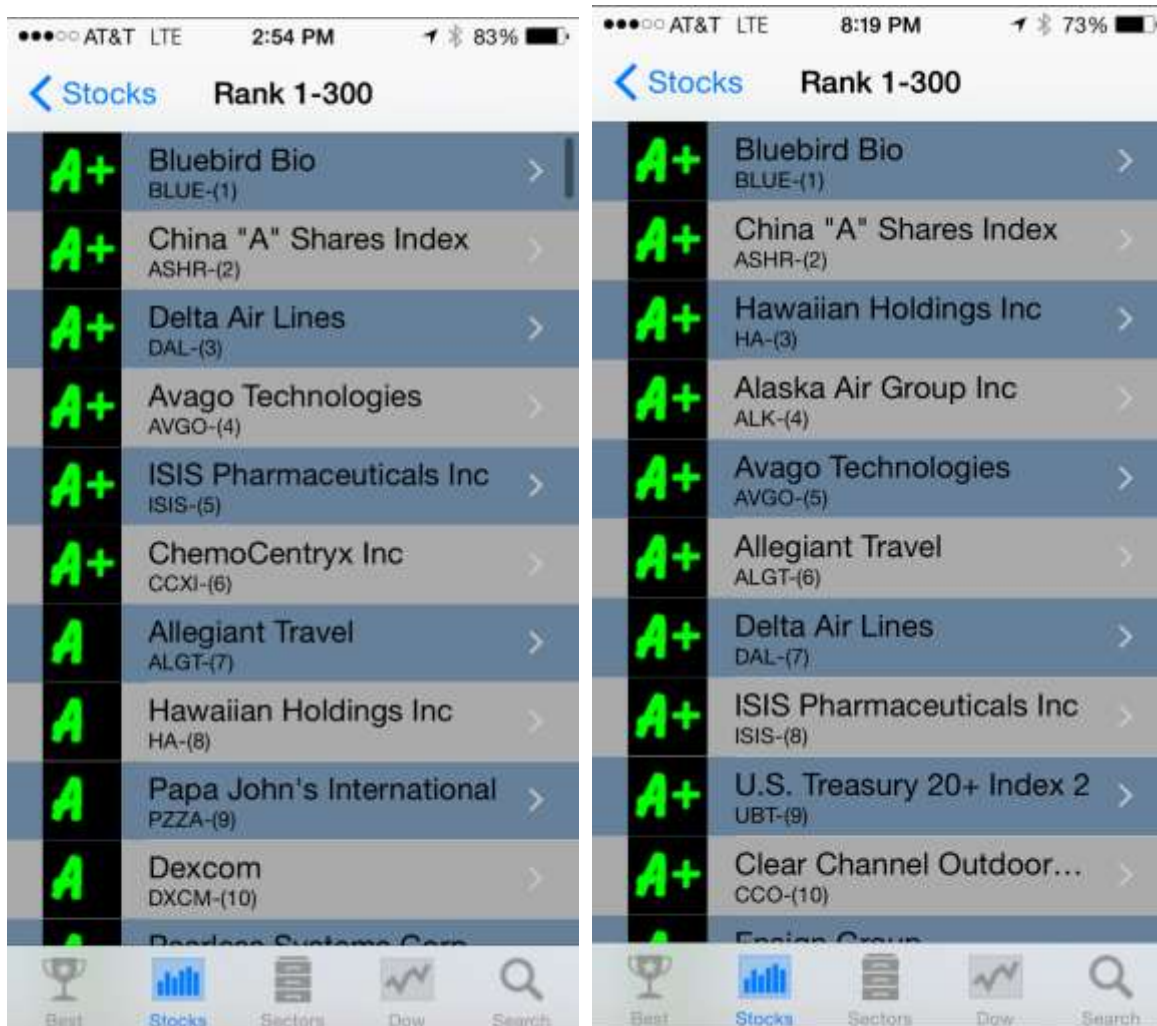 AT&T LTE 2:54 PM 83%
Stocks Rank 1-300
A+ Bluebird Bio
BLUE-(1)
A+ China "A" Shares Index
ASHR-(2)
A+ Delta Air Lines
DAL-(3)
A+ Avago Technologies
AVGO-(4)
A+ ISIS Pharmaceuticals Inc
ISIS-(5)
A+ ChemoCentryx Inc
CCXI-(6)
A Allegiant Travel
ALGT-(7)
A Hawaiian Holdings Inc
HA-(8)
A Papa John's International
PZZA-(9)
A Dexcom
DXCM-(10)
Peerless Systems Corp
Best Stocks Sectors Dow Search
AT&T LTE 8:19 PM 73%
Stocks Rank 1-300
A+ Bluebird Bio
BLUE-(1)
A+ China "A" Shares Index
ASHR-(2)
A+ Hawaiian Holdings Inc
HA-(3)
A+ Alaska Air Group Inc
ALK-(4)
A+ Avago Technologies
AVGO-(5)
A+ Allegiant Travel
ALGT-(6)
A+ Delta Air Lines
DAL-(7)
A+ ISIS Pharmaceuticals Inc
ISIS-(8)
A+ U.S. Treasury 20+ Index 2
UBT-(9)
A+ Clear Channel Outdoor...
CCO-(10)
Ensign Group
Best Stocks Sectors Dow Search